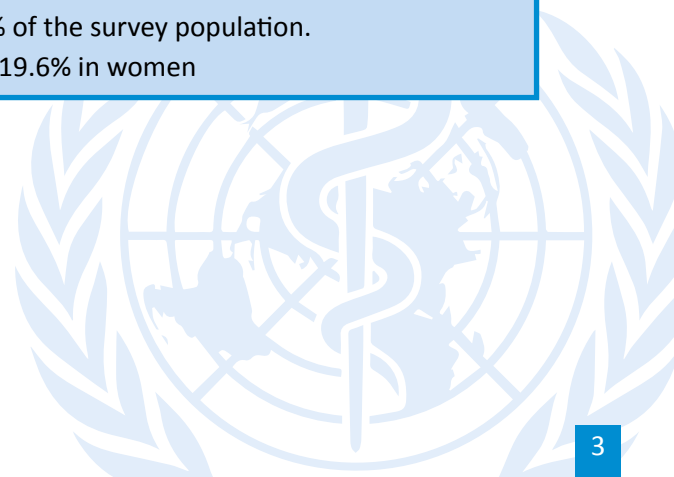 % of the survey population.
19.6% in women
3